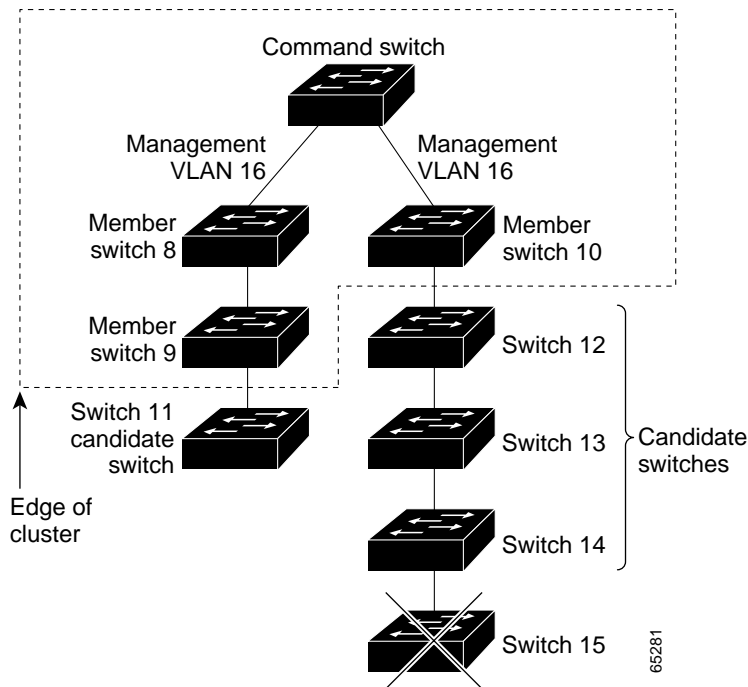 Command switch
Management
VLAN 16
Management
VLAN 16
Member
switch 8
Member
switch 10
Member
switch 9
Switch 12
Switch 11
candidate
switch
Switch 13
Candidate
switches
Edge of
cluster
Switch 14
Switch 15
65281